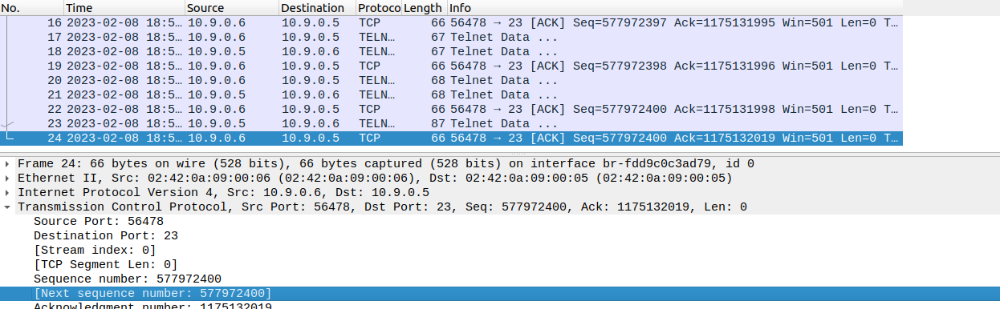 No. Time Source Destination Protoco Length Info
16 2023-02-08 18:5… 10.9.0.6 10.9.0.5 TCP 66 56478 → 23 [ACK] Seq=577972397 Ack=1175131995 Win=501 Len=0 T…
17 2023-02-08 18:5… 10.9.0.6 10.9.0.5 TELN… 67 Telnet Data ...
18 2023-02-08 18:5… 10.9.0.5 10.9.0.6 TELN… 67 Telnet Data ...
19 2023-02-08 18:5… 10.9.0.6 10.9.0.5 TCP 66 56478 → 23 [ACK] Seq=577972398 Ack=1175131996 Win=501 Len=0 T…
20 2023-02-08 18:5… 10.9.0.6 10.9.0.5 TELN… 68 Telnet Data ...
21 2023-02-08 18:5… 10.9.0.5 10.9.0.6 TELN… 68 Telnet Data ...
22 2023-02-08 18:5… 10.9.0.6 10.9.0.5 TCP 66 56478 → 23 [ACK] Seq=577972400 Ack=1175131998 Win=501 Len=0 T…
23 2023-02-08 18:5… 10.9.0.5 10.9.0.6 TELN… 87 Telnet Data ...
24 2023-02-08 18:5… 10.9.0.6 10.9.0.5 TCP 66 56478 → 23 [ACK] Seq=577972400 Ack=1175132019 Win=501 Len=0 T…
Frame 24: 66 bytes on wire (528 bits), 66 bytes captured (528 bits) on interface br-fdd9c0c3ad79, id 0
Ethernet II, Src: 02:42:0a:09:00:06 (02:42:0a:09:00:06), Dst: 02:42:0a:09:00:05 (02:42:0a:09:00:05)
Internet Protocol Version 4, Src: 10.9.0.6, Dst: 10.9.0.5
Transmission Control Protocol, Src Port: 56478, Dst Port: 23, Seq: 577972400, Ack: 1175132019, Len: 0
Source Port: 56478
Destination Port: 23
[Stream index: 0]
[TCP Segment Len: 0]
Sequence number: 577972400
[Next sequence number: 577972400]
Acknowledgment number: 1175132019